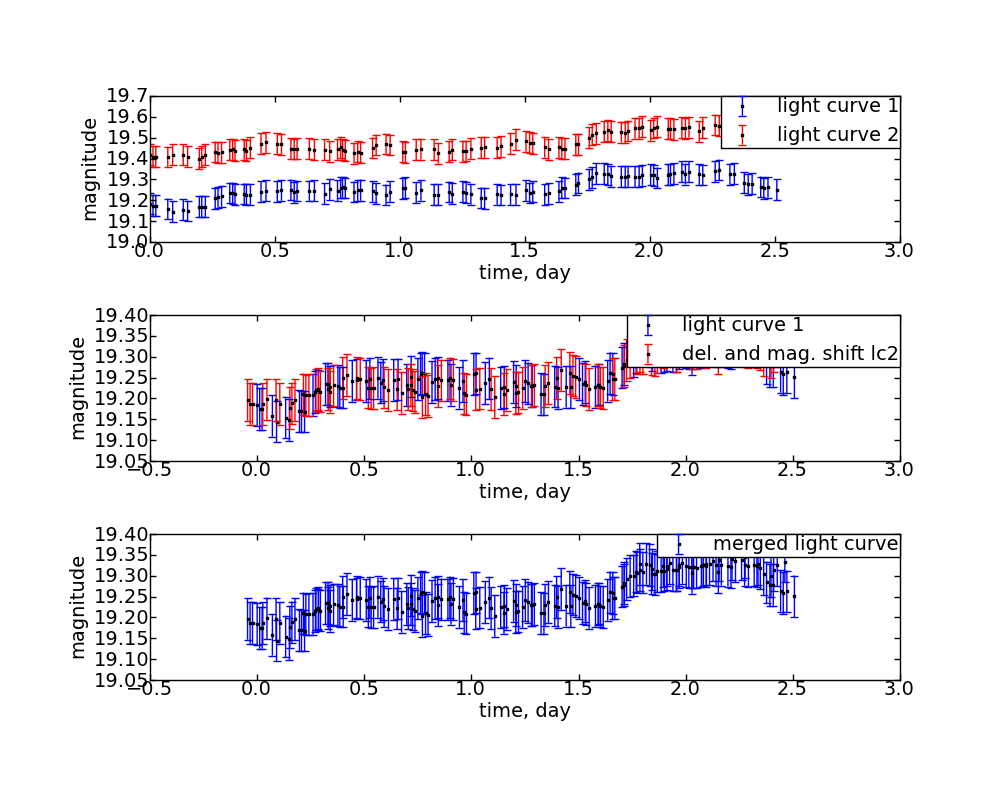 19.7
19.6
19.5
19.4
19.3
19.2
19.1
19.0
magnitude
light curve 1
light curve 2
0.0 0.5 1.0 1.5 2.0 2.5 3.0
time, day
19.40
19.35
19.30
19.25
19.20
19.15
19.10
19.05
magnitude
light curve 1
del. and mag. shift lc2
−0.5 0.0 0.5 1.0 1.5 2.0 2.5 3.0
time, day
19.40
19.35
19.30
19.25
19.20
19.15
19.10
19.05
magnitude
merged light curve
−0.5 0.0 0.5 1.0 1.5 2.0 2.5 3.0
time, day